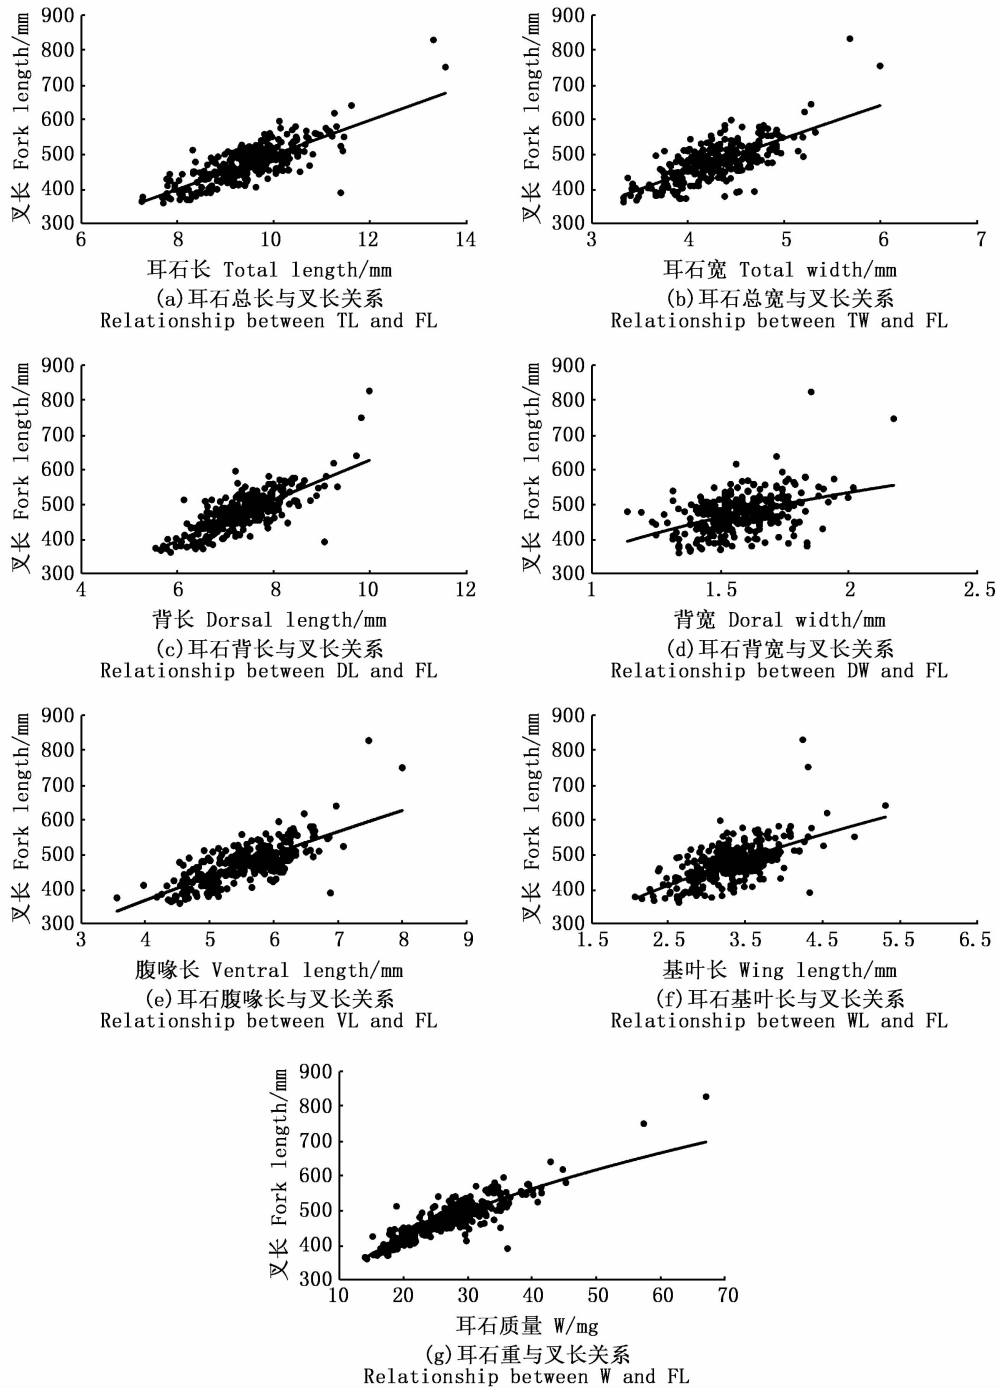 900
800
700
600
500
400
300
叉长 Fork length/mm
6 8 10 12 14
耳石长 Total length/mm
(a)耳石总长与叉长关系
Relationship between TL and FL
900
800
700
600
500
400
300
叉长 Fork length/mm
3 4 5 6 7
耳石宽 Total width/mm
(b)耳石总宽与叉长关系
Relationship between TW and FL
900
800
700
600
500
400
300
叉长 Fork length/mm
4 6 8 10 12
背长 Dorsal length/mm
(c)耳石背长与叉长关系
Relationship between DL and FL
900
800
700
600
500
400
300
叉长 Fork length/mm
1 1.5 2 2.5
背宽 Doral width/mm
(d)耳石背宽与叉长关系
Relationship between DW and FL
900
800
700
600
500
400
300
叉长 Fork length/mm
3 4 5 6 7 8 9
腹喙长 Ventral length/mm
(e)耳石腹喙长与叉长关系
Relationship between VL and FL
900
800
700
600
500
400
300
叉长 Fork length/mm
1.5 2.5 3.5 4.5 5.5 6.5
基叶长 Wing length/mm
(f)耳石基叶长与叉长关系
Relationship between WL and FL
900
800
700
600
500
400
300
叉长 Fork length/mm
10 20 30 40 50 60 70
耳石质量 W/mg
(g)耳石重与叉长关系
Relationship between W and FL